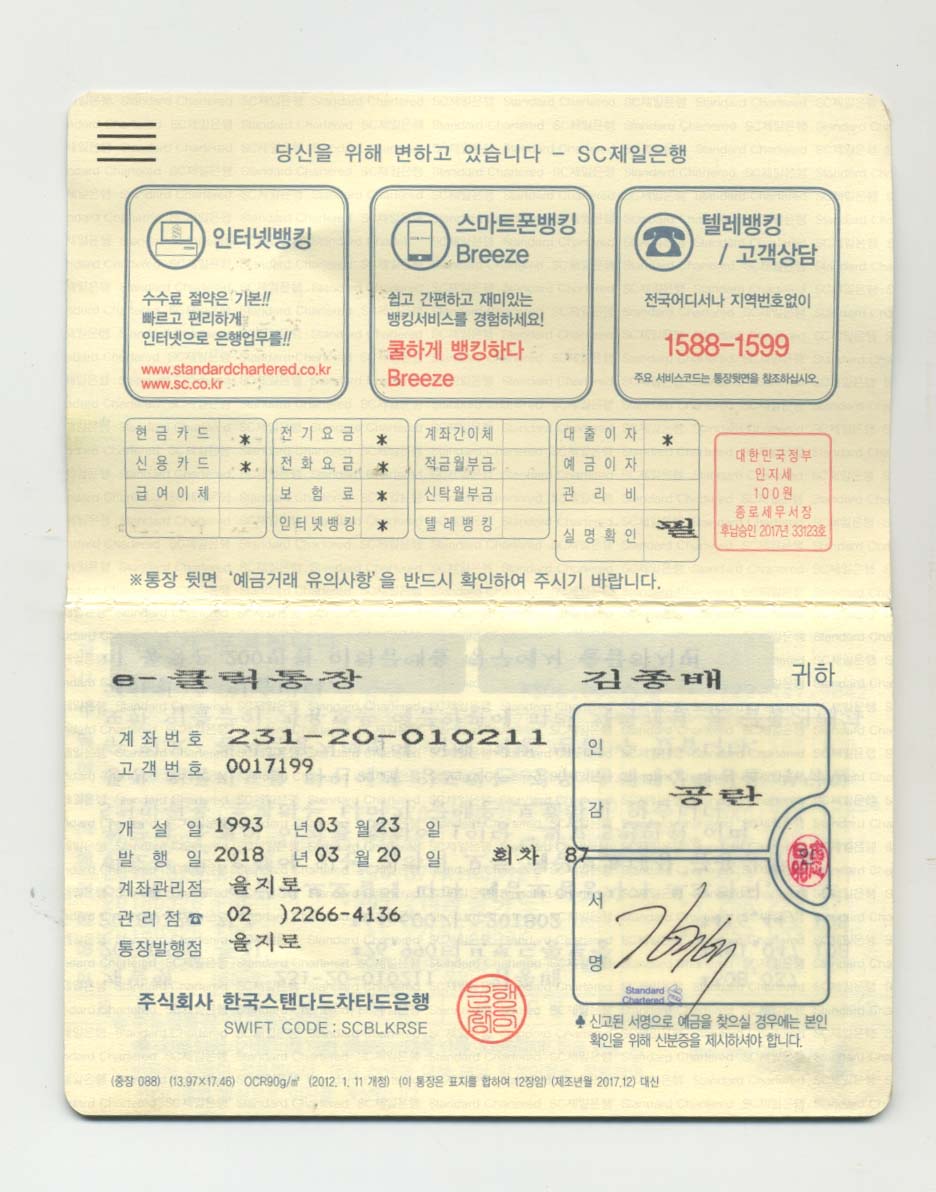 당신을 위해 변하고 있습니다 - SC제일은행
인터넷뱅킹
수수료 절약은 기본!!
빠르고 편리하게
인터넷으로 은행업무를!!
www.standardchartered.co.kr
www.sc.co.kr
스마트폰뱅킹
Breeze
쉽고 간편하고 재미있는
뱅킹서비스를 경험하세요!
쿨하게 뱅킹하다
Breeze
텔레뱅킹
/ 고객상담
전국어디서나 지역번호없이
1588-1599
주요 서비스코드는 통장뒷면을 참조하십시오.
현금카드 *
신용카드 *
급여이체
전기요금 *
전화요금 *
보험료 *
인터넷뱅킹 *
계좌간이체
적금월부금
신탁월부금
텔레뱅킹
대출이자 *
예금이자
관리비
실명확인 필
대한민국정부
인지세
100원
종로세무서장
후납승인 2017년 33123호
※통장 뒷면 '예금거래 유의사항'을 반드시 확인하여 주시기 바랍니다.
e-클릭통장 김종배 귀하
계좌번호 231-20-010211
고객번호 0017199
개설일 1993 년 03 월 23 일
발행일 2018 년 03 월 20 일 회차 87
계좌관리점 을지로
관리점☎ 02 )2266-4136
통장발행점 을지로
인감
공란
서명
Standard
Chartered
주식회사 한국스탠다드차타드은행
SWIFT CODE : SCBLKRSE
♣ 신고된 서명으로 예금을 찾으실 경우에는 본인
확인을 위해 신분증을 제시하셔야 합니다.
(중장 088) (13.97×17.46) OCR90g/㎡ (2012. 1. 11 개정) (이 통장은 표지를 합하여 12장임) (제조년월 2017.12) 대신